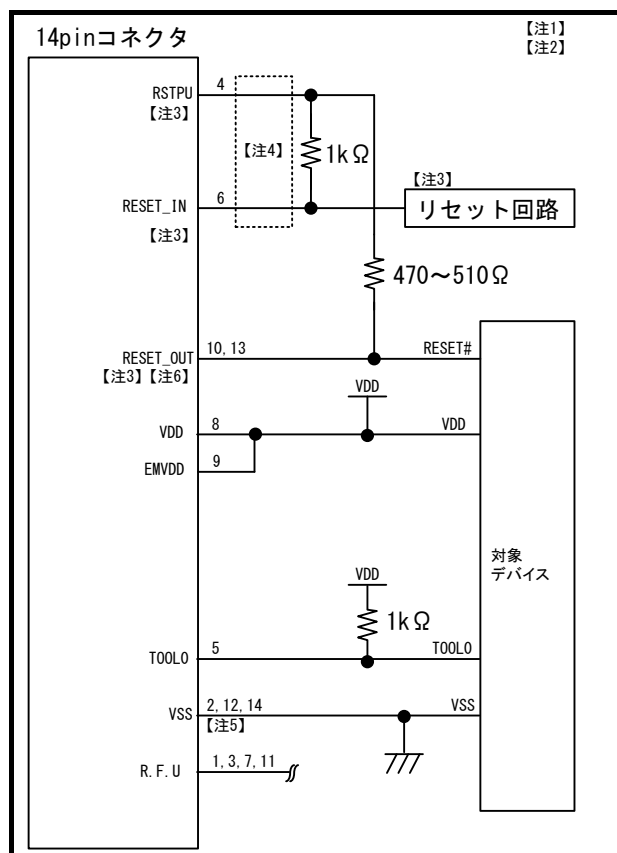 【注1】
【注2】
14pinコネクタ
RSTPU
【注3】
4
【注4】
1kΩ
RESET_IN
【注3】
6
【注3】
リセット回路
470～510Ω
RESET_OUT
【注3】【注6】
10, 13
RESET#
VDD
VDD
8
VDD
EMVDD
9
対象
デバイス
VDD
1kΩ
TOOL0
5
TOOL0
VSS
2, 12, 14
【注5】
VSS
R.F.U
1, 3, 7, 11